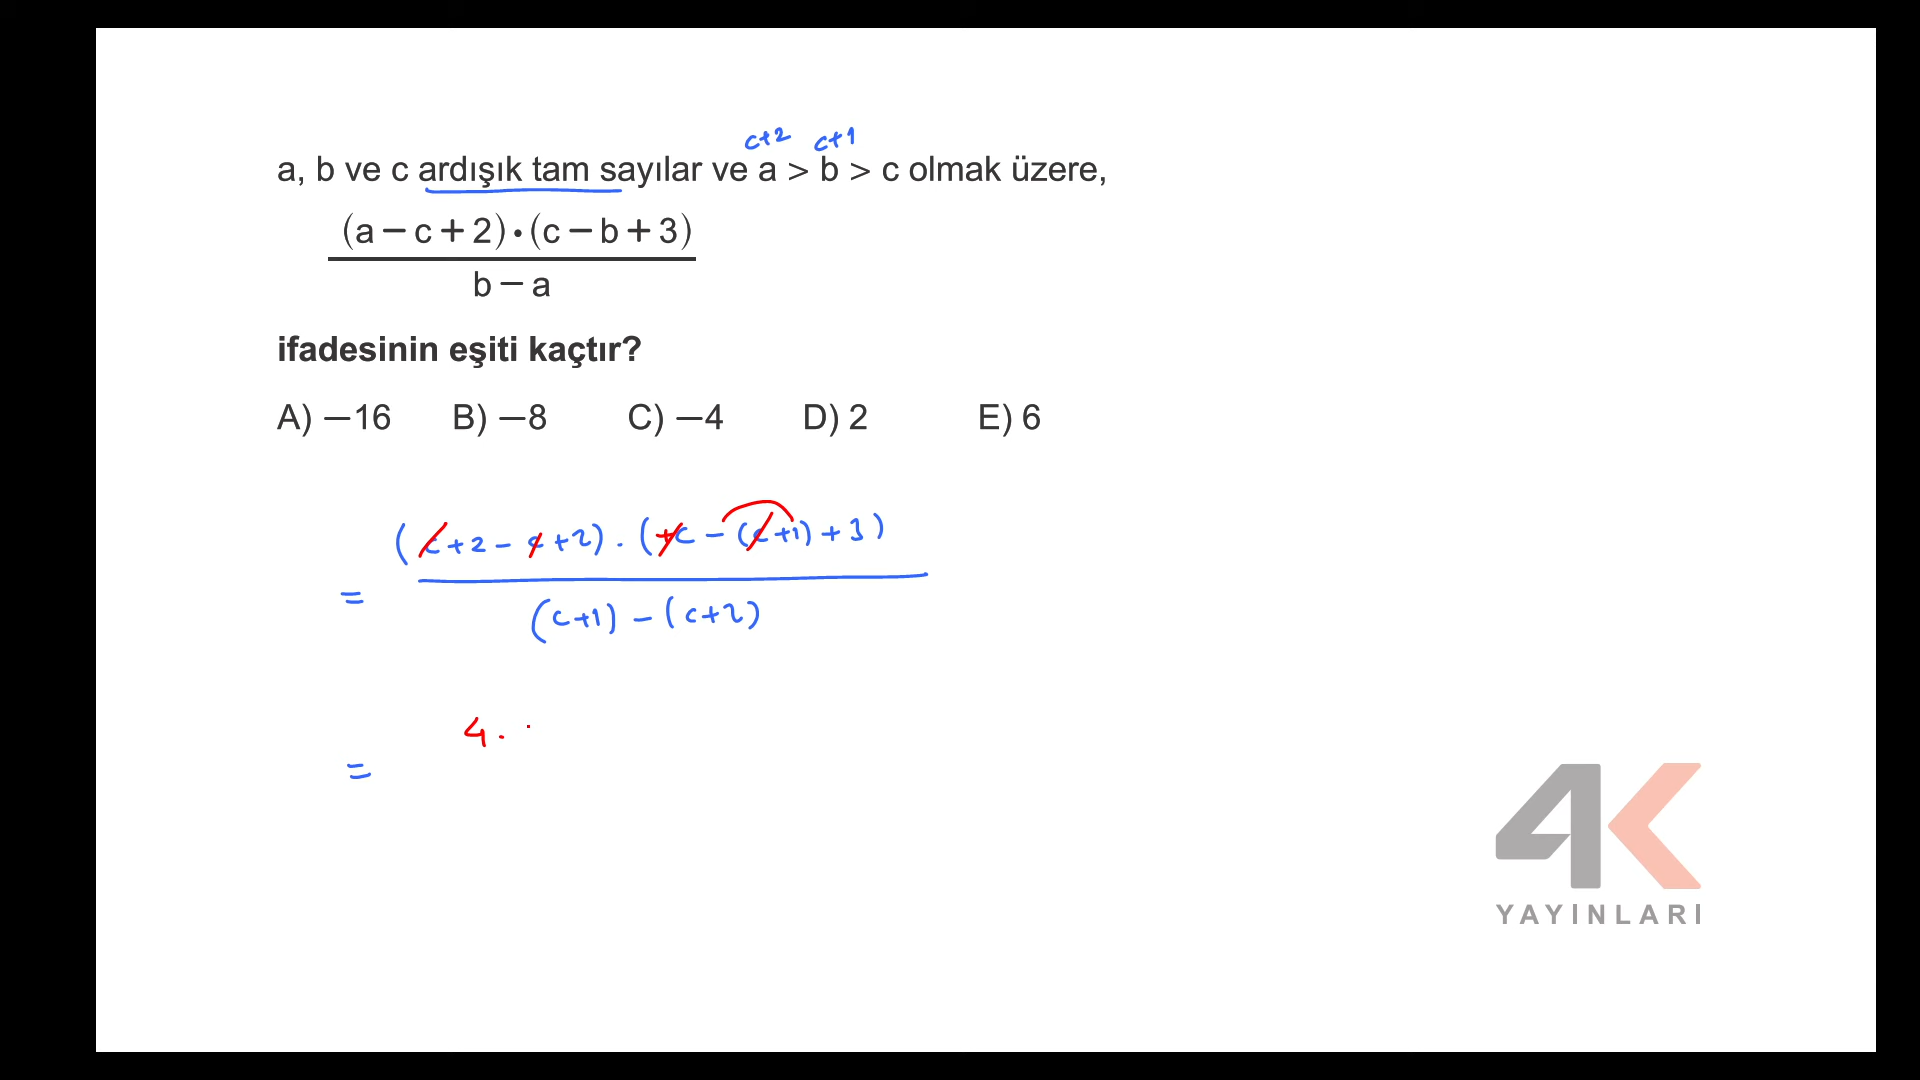 c+2 c+1
a, b ve c ardışık tam sayılar ve a > b > c olmak üzere,
(a−c+2)•(c−b+3)
b−a
ifadesinin eşiti kaçtır?
A) −16 B) −8 C) −4 D) 2 E) 6
(c+2-c+2).(+c-(c+1)+3)
=
(c+1)-(c+2)
4.
=
4K
YAYINLARI